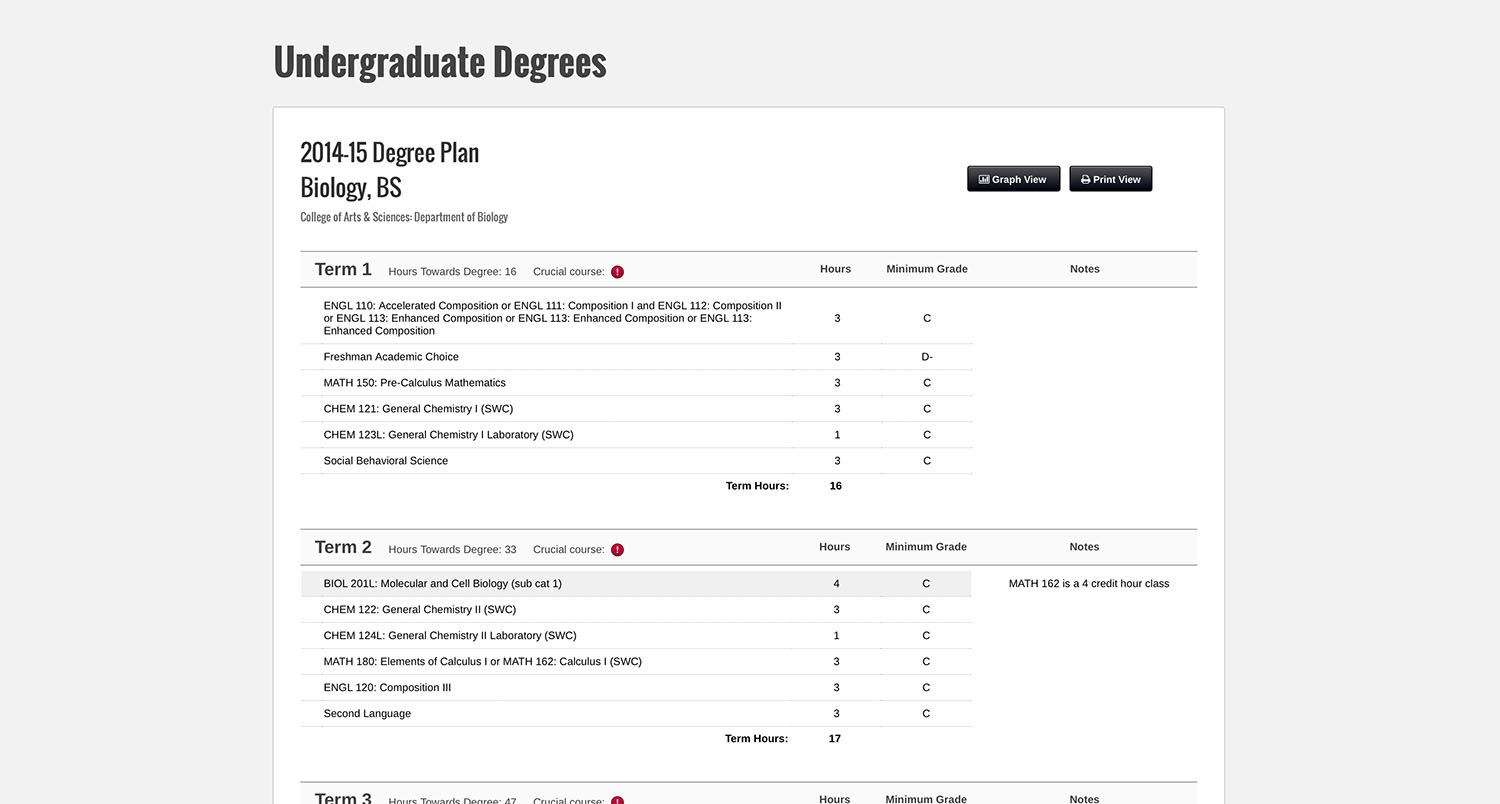 Undergraduate Degrees
2014-15 Degree Plan
Biology, BS
College of Arts & Sciences: Department of Biology
Graph View Print View
Term 1 Hours Towards Degree: 16 Crucial course: ! Hours Minimum Grade Notes
ENGL 110: Accelerated Composition or ENGL 111: Composition I and ENGL 112: Composition II
or ENGL 113: Enhanced Composition or ENGL 113: Enhanced Composition or ENGL 113:
Enhanced Composition
3 C
Freshman Academic Choice 3 D-
MATH 150: Pre-Calculus Mathematics 3 C
CHEM 121: General Chemistry I (SWC) 3 C
CHEM 123L: General Chemistry I Laboratory (SWC) 1 C
Social Behavioral Science 3 C
Term Hours: 16
Term 2 Hours Towards Degree: 33 Crucial course: ! Hours Minimum Grade Notes
BIOL 201L: Molecular and Cell Biology (sub cat 1) 4 C MATH 162 is a 4 credit hour class
CHEM 122: General Chemistry II (SWC) 3 C
CHEM 124L: General Chemistry II Laboratory (SWC) 1 C
MATH 180: Elements of Calculus I or MATH 162: Calculus I (SWC) 3 C
ENGL 120: Composition III 3 C
Second Language 3 C
Term Hours: 17
Term 3 Hours Towards Degree: 47 Crucial course: ! Hours Minimum Grade Notes